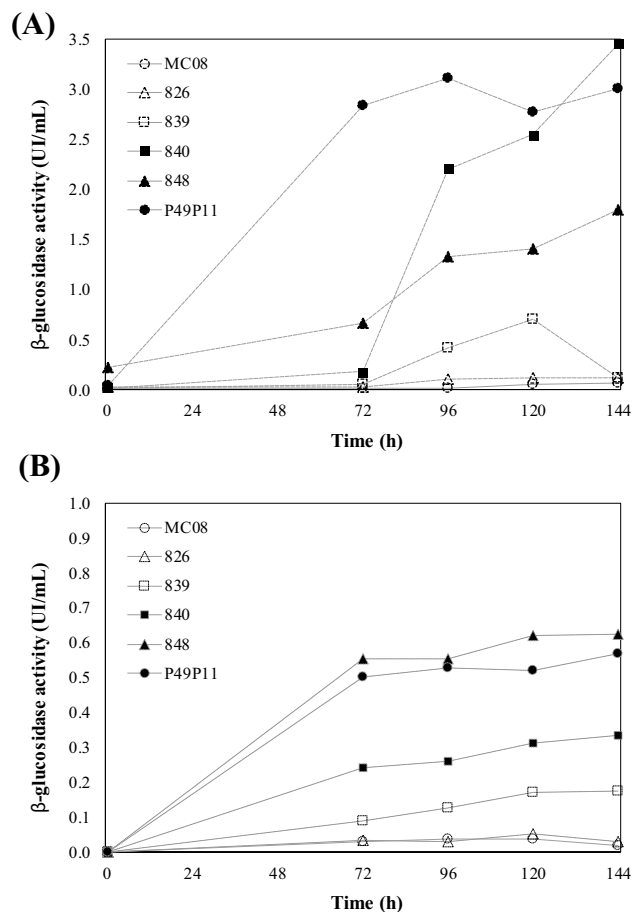 (A)
β-glucosidase activity (UI/mL)
3.5
3.0
2.5
2.0
1.5
1.0
0.5
0.0
MC08
826
839
840
848
P49P11
0 24 48 72 96 120 144
Time (h)
(B)
β-glucosidase activity (UI/mL)
1.0
0.9
0.8
0.7
0.6
0.5
0.4
0.3
0.2
0.1
0.0
MC08
826
839
840
848
P49P11
0 24 48 72 96 120 144
Time (h)